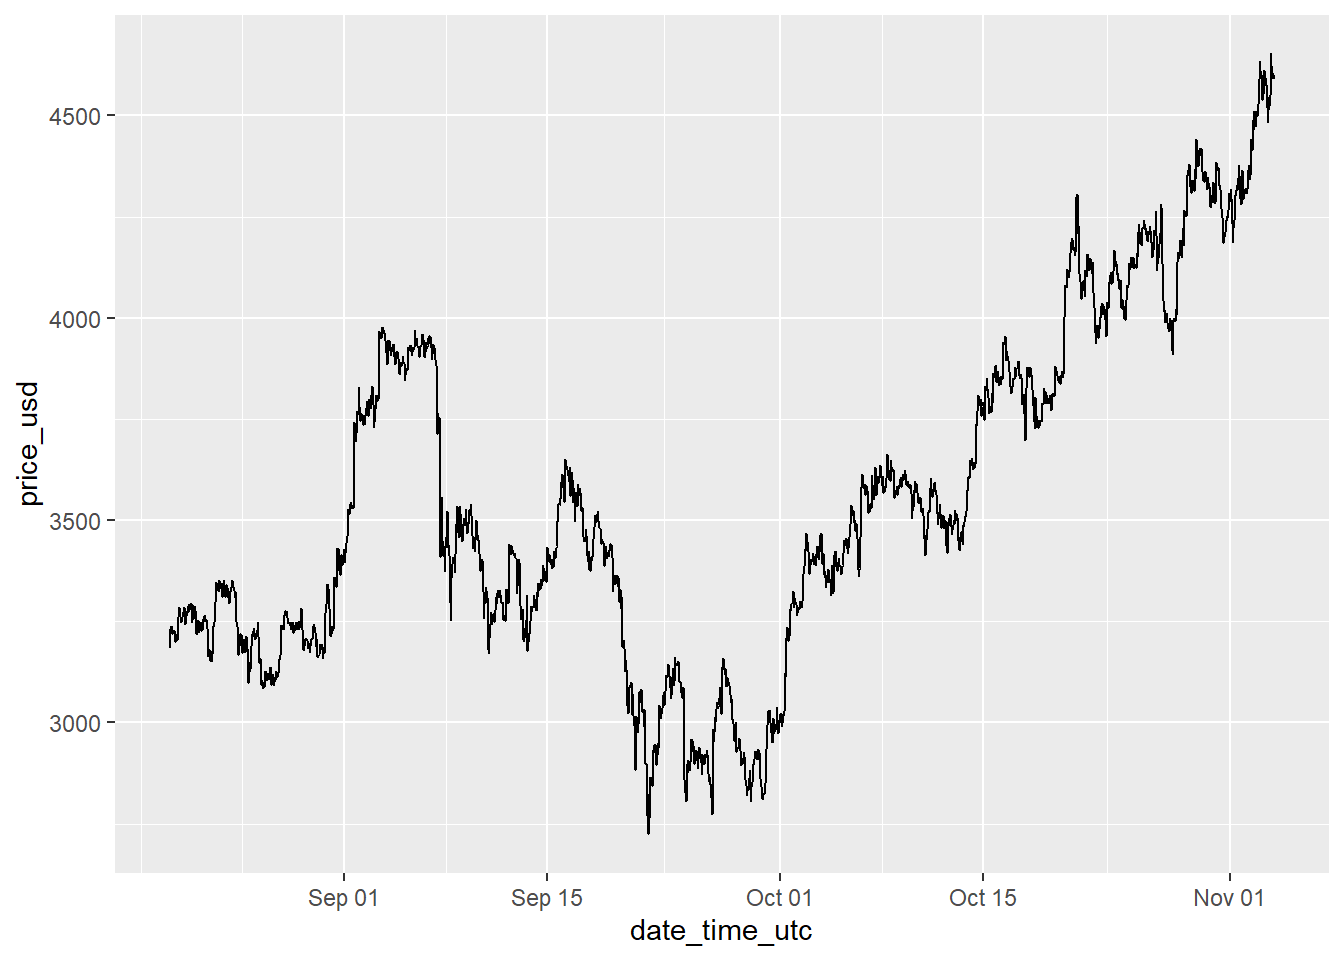 4500
4000
3500
3000
price_usd
Sep 01
Sep 15
Oct 01
Oct 15
Nov 01
date_time_utc